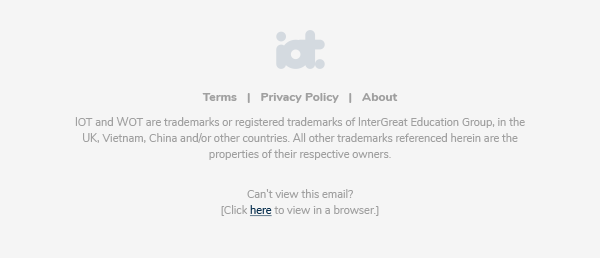 iot
Terms | Privacy Policy | About
IOT and WOT are trademarks or registered trademarks of InterGreat Education Group, in the
UK, Vietnam, China and/or other countries. All other trademarks referenced herein are the
properties of their respective owners.
Can't view this email?
[Click here to view in a browser.]